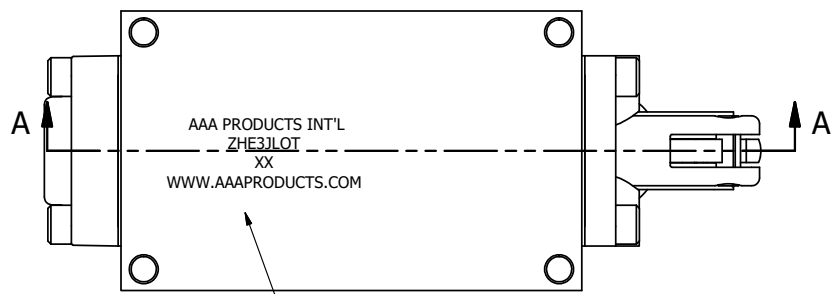 A A
AAA PRODUCTS INT'L
ZHE3JLOT
XX
WWW.AAAPRODUCTS.COM